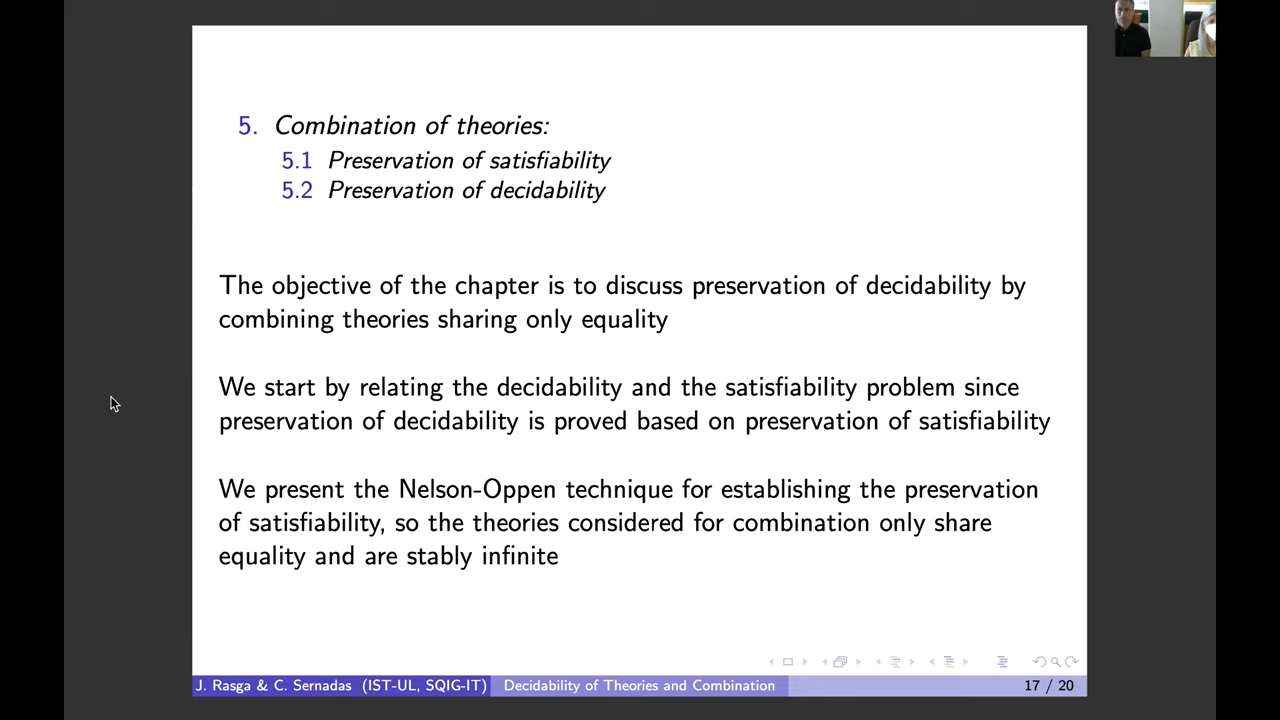 5. Combination of theories:
5.1 Preservation of satisfiability
5.2 Preservation of decidability
The objective of the chapter is to discuss preservation of decidability by
combining theories sharing only equality
We start by relating the decidability and the satisfiability problem since
preservation of decidability is proved based on preservation of satisfiability
We present the Nelson-Oppen technique for establishing the preservation
of satisfiability, so the theories considered for combination only share
equality and are stably infinite
J. Rasga & C. Sernadas (IST-UL, SQIG-IT) Decidability of Theories and Combination 17 / 20